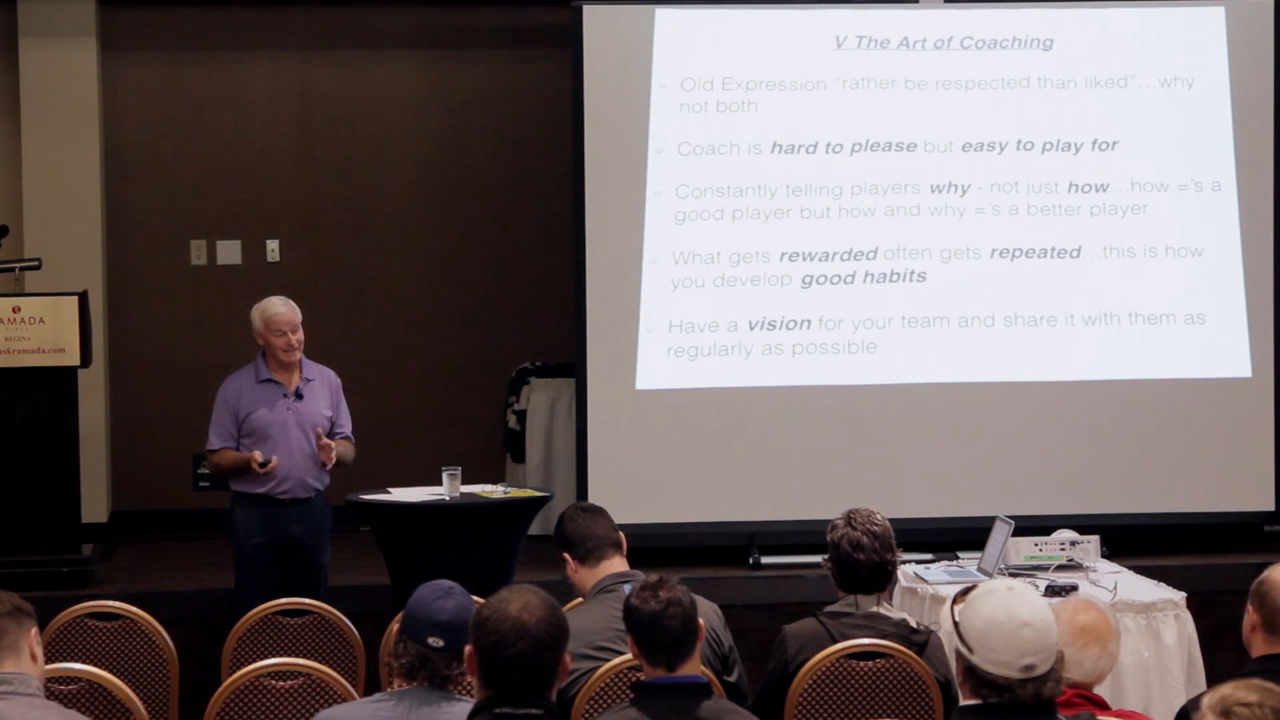 V The Art of Coaching
Old Expression "rather be respected than liked"...why
not both
Coach is hard to please but easy to play for
Constantly telling players why - not just how...how ='s a
good player but how and why ='s a better player
What gets rewarded often gets repeated...this is how
you develop good habits
Have a vision for your team and share it with them as
regularly as possible
AMADA
REGINA
askramada.com